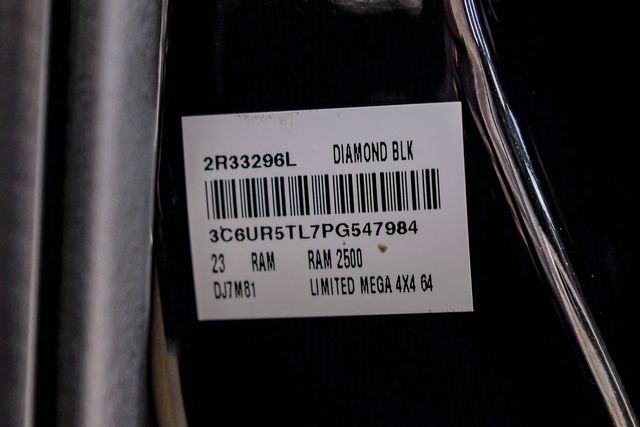 2R33296L DIAMOND BLK
3C6UR5TL7PG547984
23 RAM RAM 2500
DJ7M81 LIMITED MEGA 4X4 64